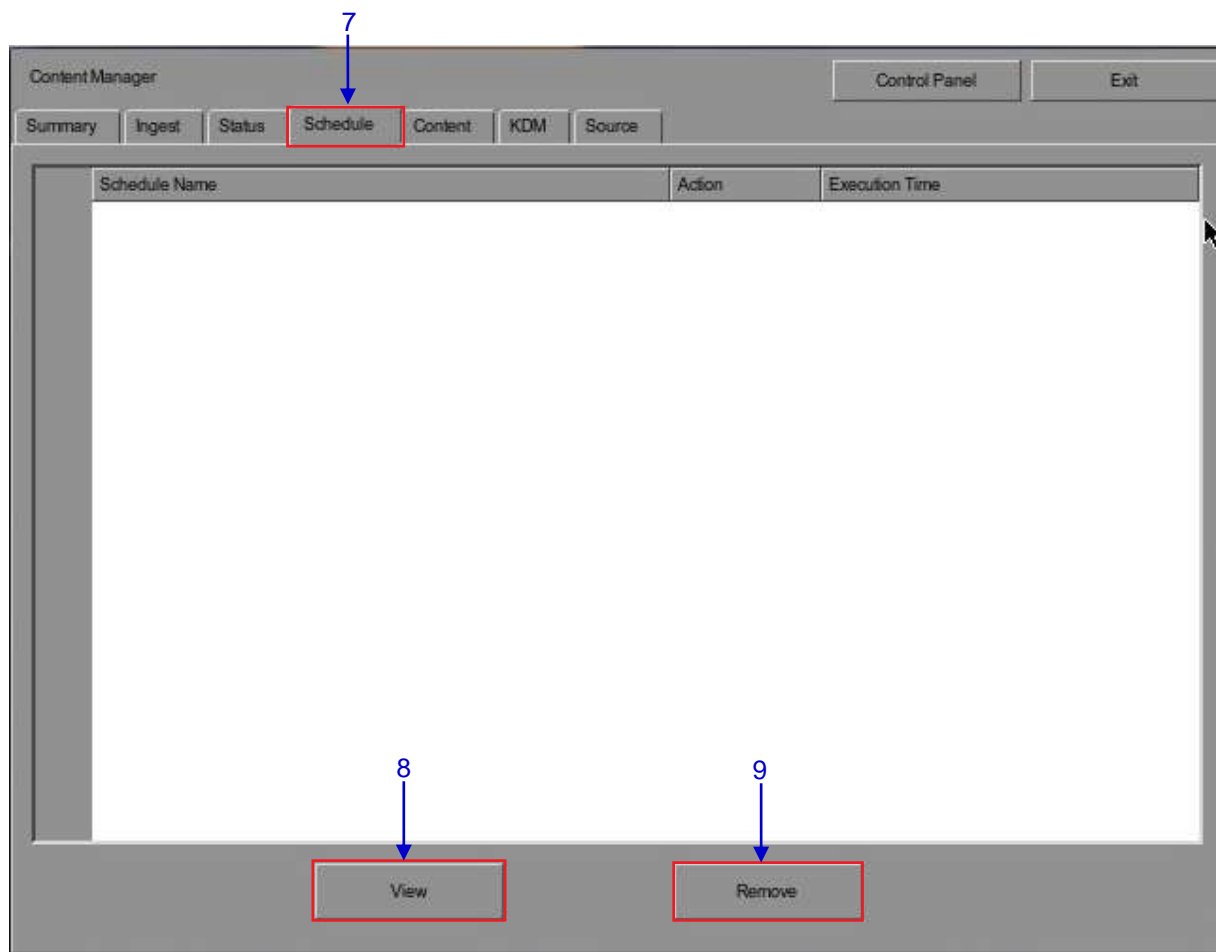 7
Content Manager
Control Panel
Exit
Summary
Ingest
Status
Schedule
Content
KDM
Source
Schedule Name
Action
Execution Time
8
9
View
Remove